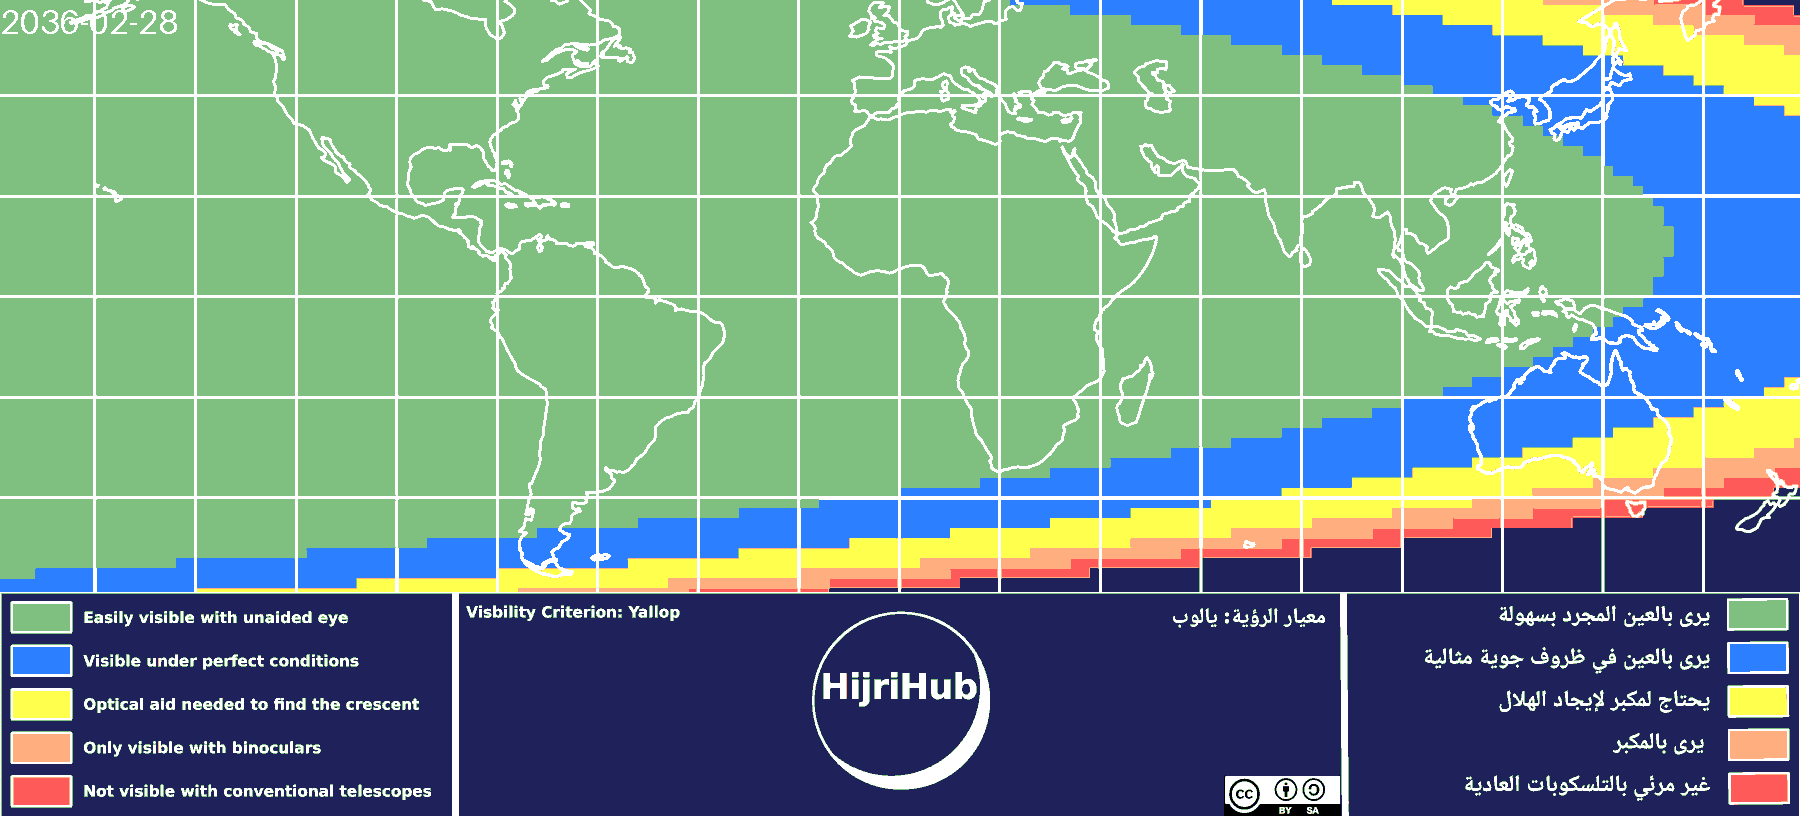 2036-02-28
Easily visible with unaided eye
Visible under perfect conditions
Optical aid needed to find the crescent
Only visible with binoculars
Not visible with conventional telescopes
Visbility Criterion: Yallop
معيار الرؤية: يالوب
HijriHub
cc
BY SA
يرى بالعين المجرد بسهولة
يرى بالعين في ظروف جوية مثالية
يحتاج لمكبر لإيجاد الهلال
يرى بالمكبر
غير مرئي بالتلسكوبات العادية